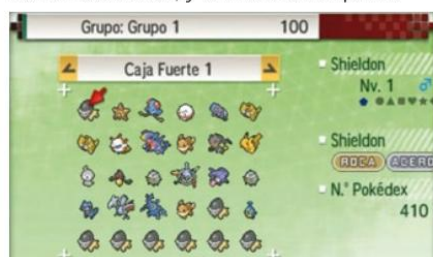 Grupo: Grupo 1 100
Caja Fuerte 1
Shieldon
Nv. 1 ♂
Shieldon
ROCA ACERO
N.° Pokédex
410